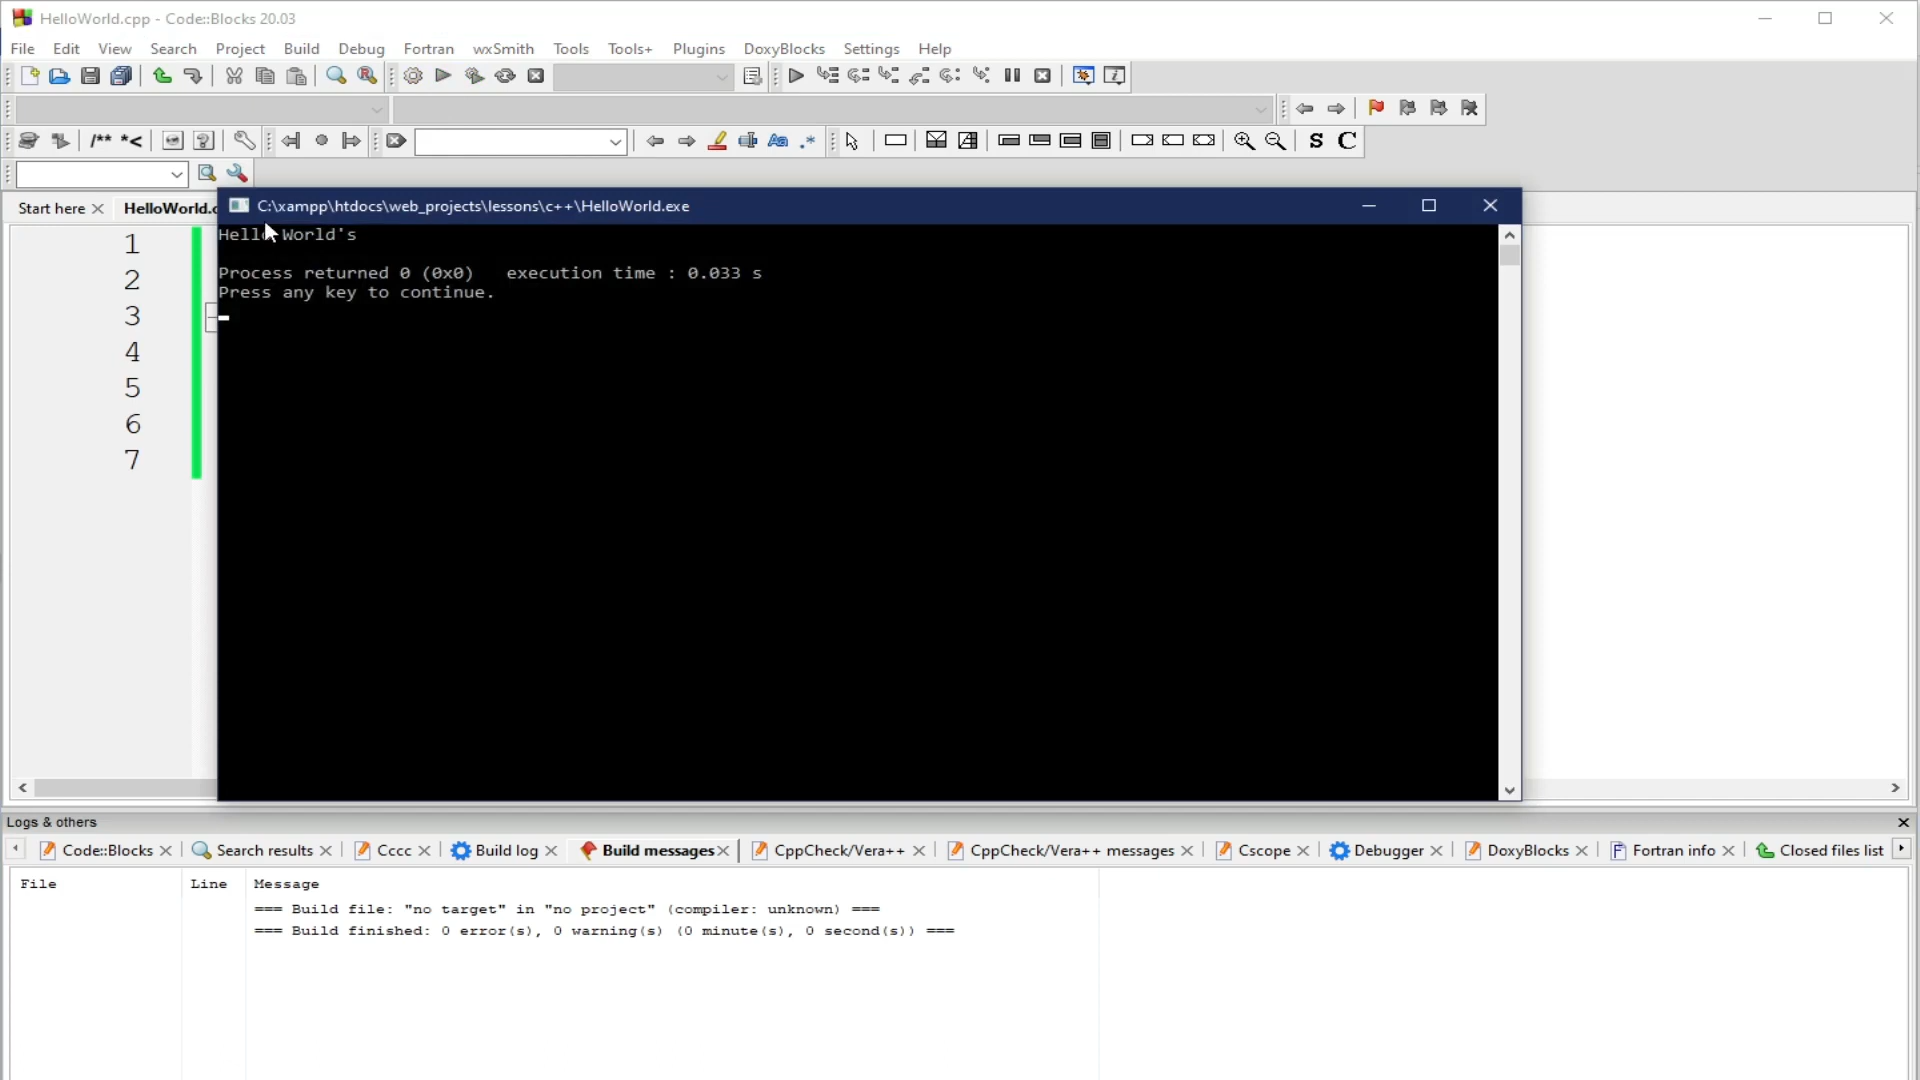 HelloWorld.cpp - Code::Blocks 20.03
File Edit View Search Project Build Debug Fortran wxSmith Tools Tools+ Plugins DoxyBlocks Settings Help
/** *<
Aa .*
S C
Start here HelloWorld.c
C:\xampp\htdocs\web_projects\lessons\c++\HelloWorld.exe
Hello World's
Process returned 0 (0x0)   execution time : 0.033 s
Press any key to continue.
1
2
3
4
5
6
7
Logs & others
Code::Blocks Search results Cccc Build log Build messages CppCheck/Vera++ CppCheck/Vera++ messages Cscope Debugger DoxyBlocks Fortran info Closed files list
File Line Message
=== Build file: "no target" in "no project" (compiler: unknown) ===
=== Build finished: 0 error(s), 0 warning(s) (0 minute(s), 0 second(s)) ===